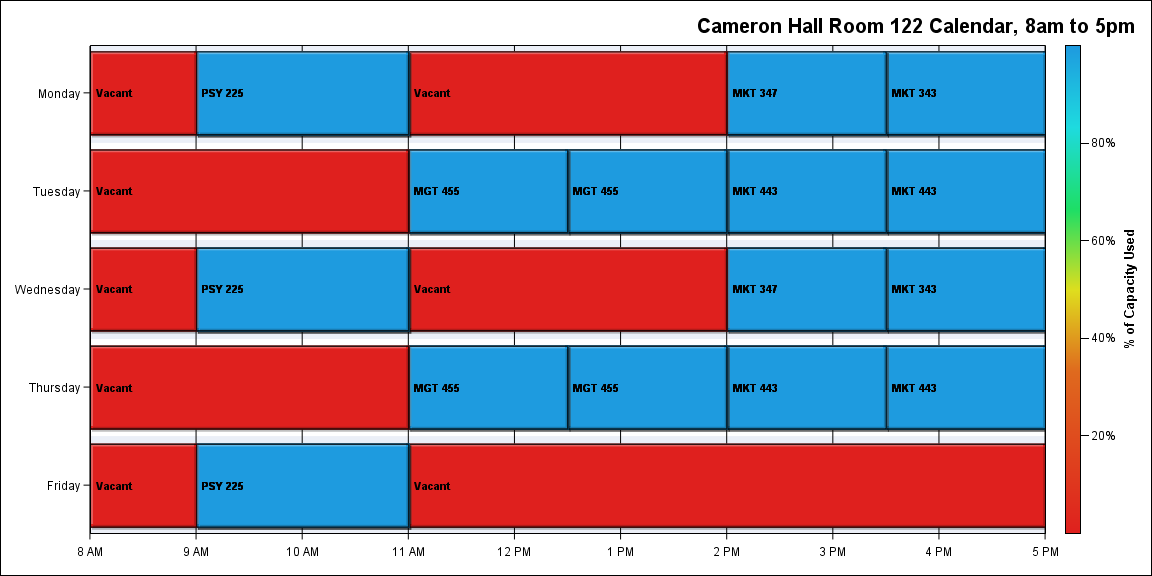 Cameron Hall Room 122 Calendar, 8am to 5pm
Monday
Vacant
PSY 225
Vacant
MKT 347
MKT 343
Tuesday
Vacant
MGT 455
MGT 455
MKT 443
MKT 443
Wednesday
Vacant
PSY 225
Vacant
MKT 347
MKT 343
Thursday
Vacant
MGT 455
MGT 455
MKT 443
MKT 443
Friday
Vacant
PSY 225
Vacant
8 AM
9 AM
10 AM
11 AM
12 PM
1 PM
2 PM
3 PM
4 PM
5 PM
80%
60%
40%
20%
% of Capacity Used